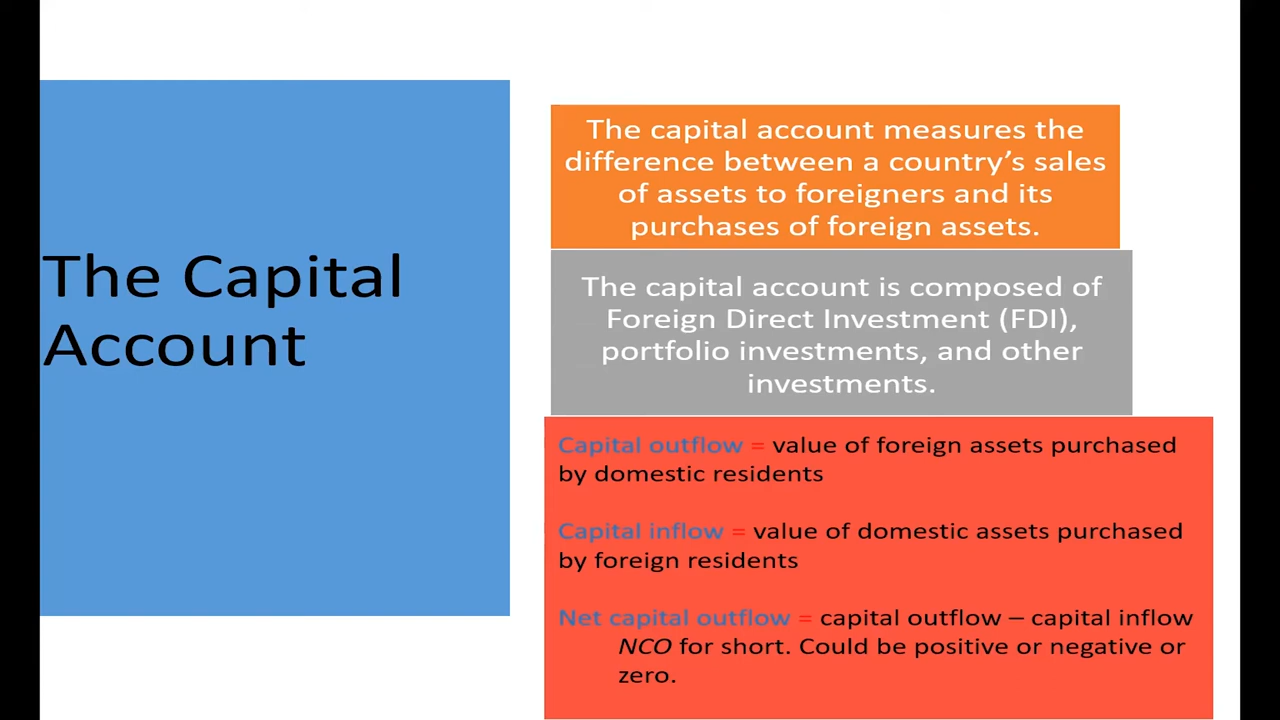 The Capital
Account
The capital account measures the
difference between a country’s sales
of assets to foreigners and its
purchases of foreign assets.
The capital account is composed of
Foreign Direct Investment (FDI),
portfolio investments, and other
investments.
Capital outflow = value of foreign assets purchased
by domestic residents
Capital inflow = value of domestic assets purchased
by foreign residents
Net capital outflow = capital outflow – capital inflow
NCO for short. Could be positive or negative or
zero.